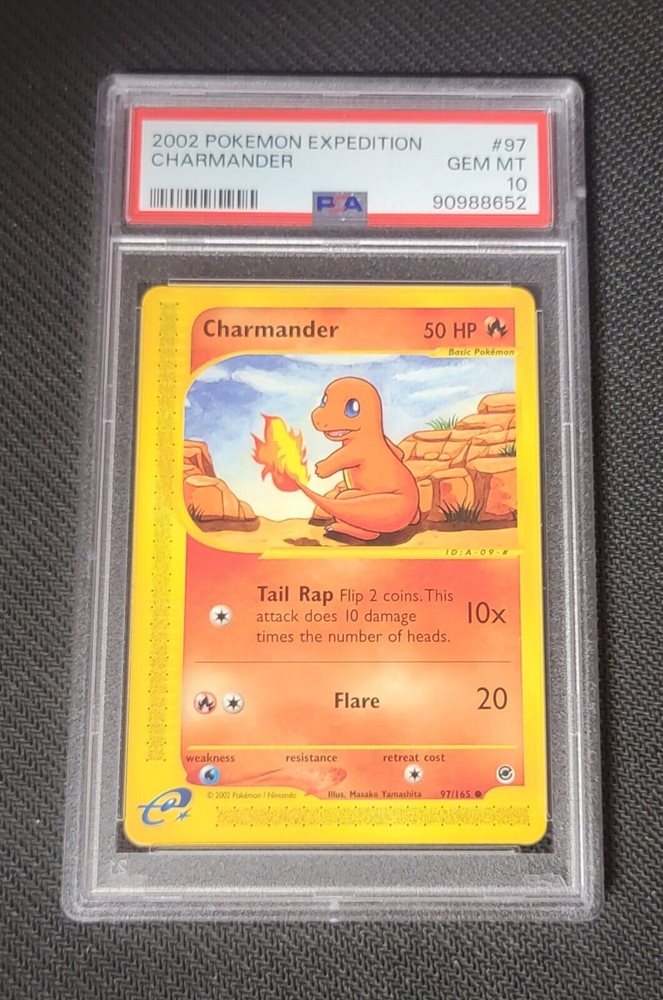 2002 POKEMON EXPEDITION #97
CHARMANDER GEM MT
10
PSA 90988652
Charmander 50 HP
Basic Pokémon
ID:A-09-#
Tail Rap Flip 2 coins. This
attack does 10 damage 10x
times the number of heads.
Flare 20
weakness resistance retreat cost
© 2002 Pokémon / Nintendo Illus. Masako Yamashita 97/165
e